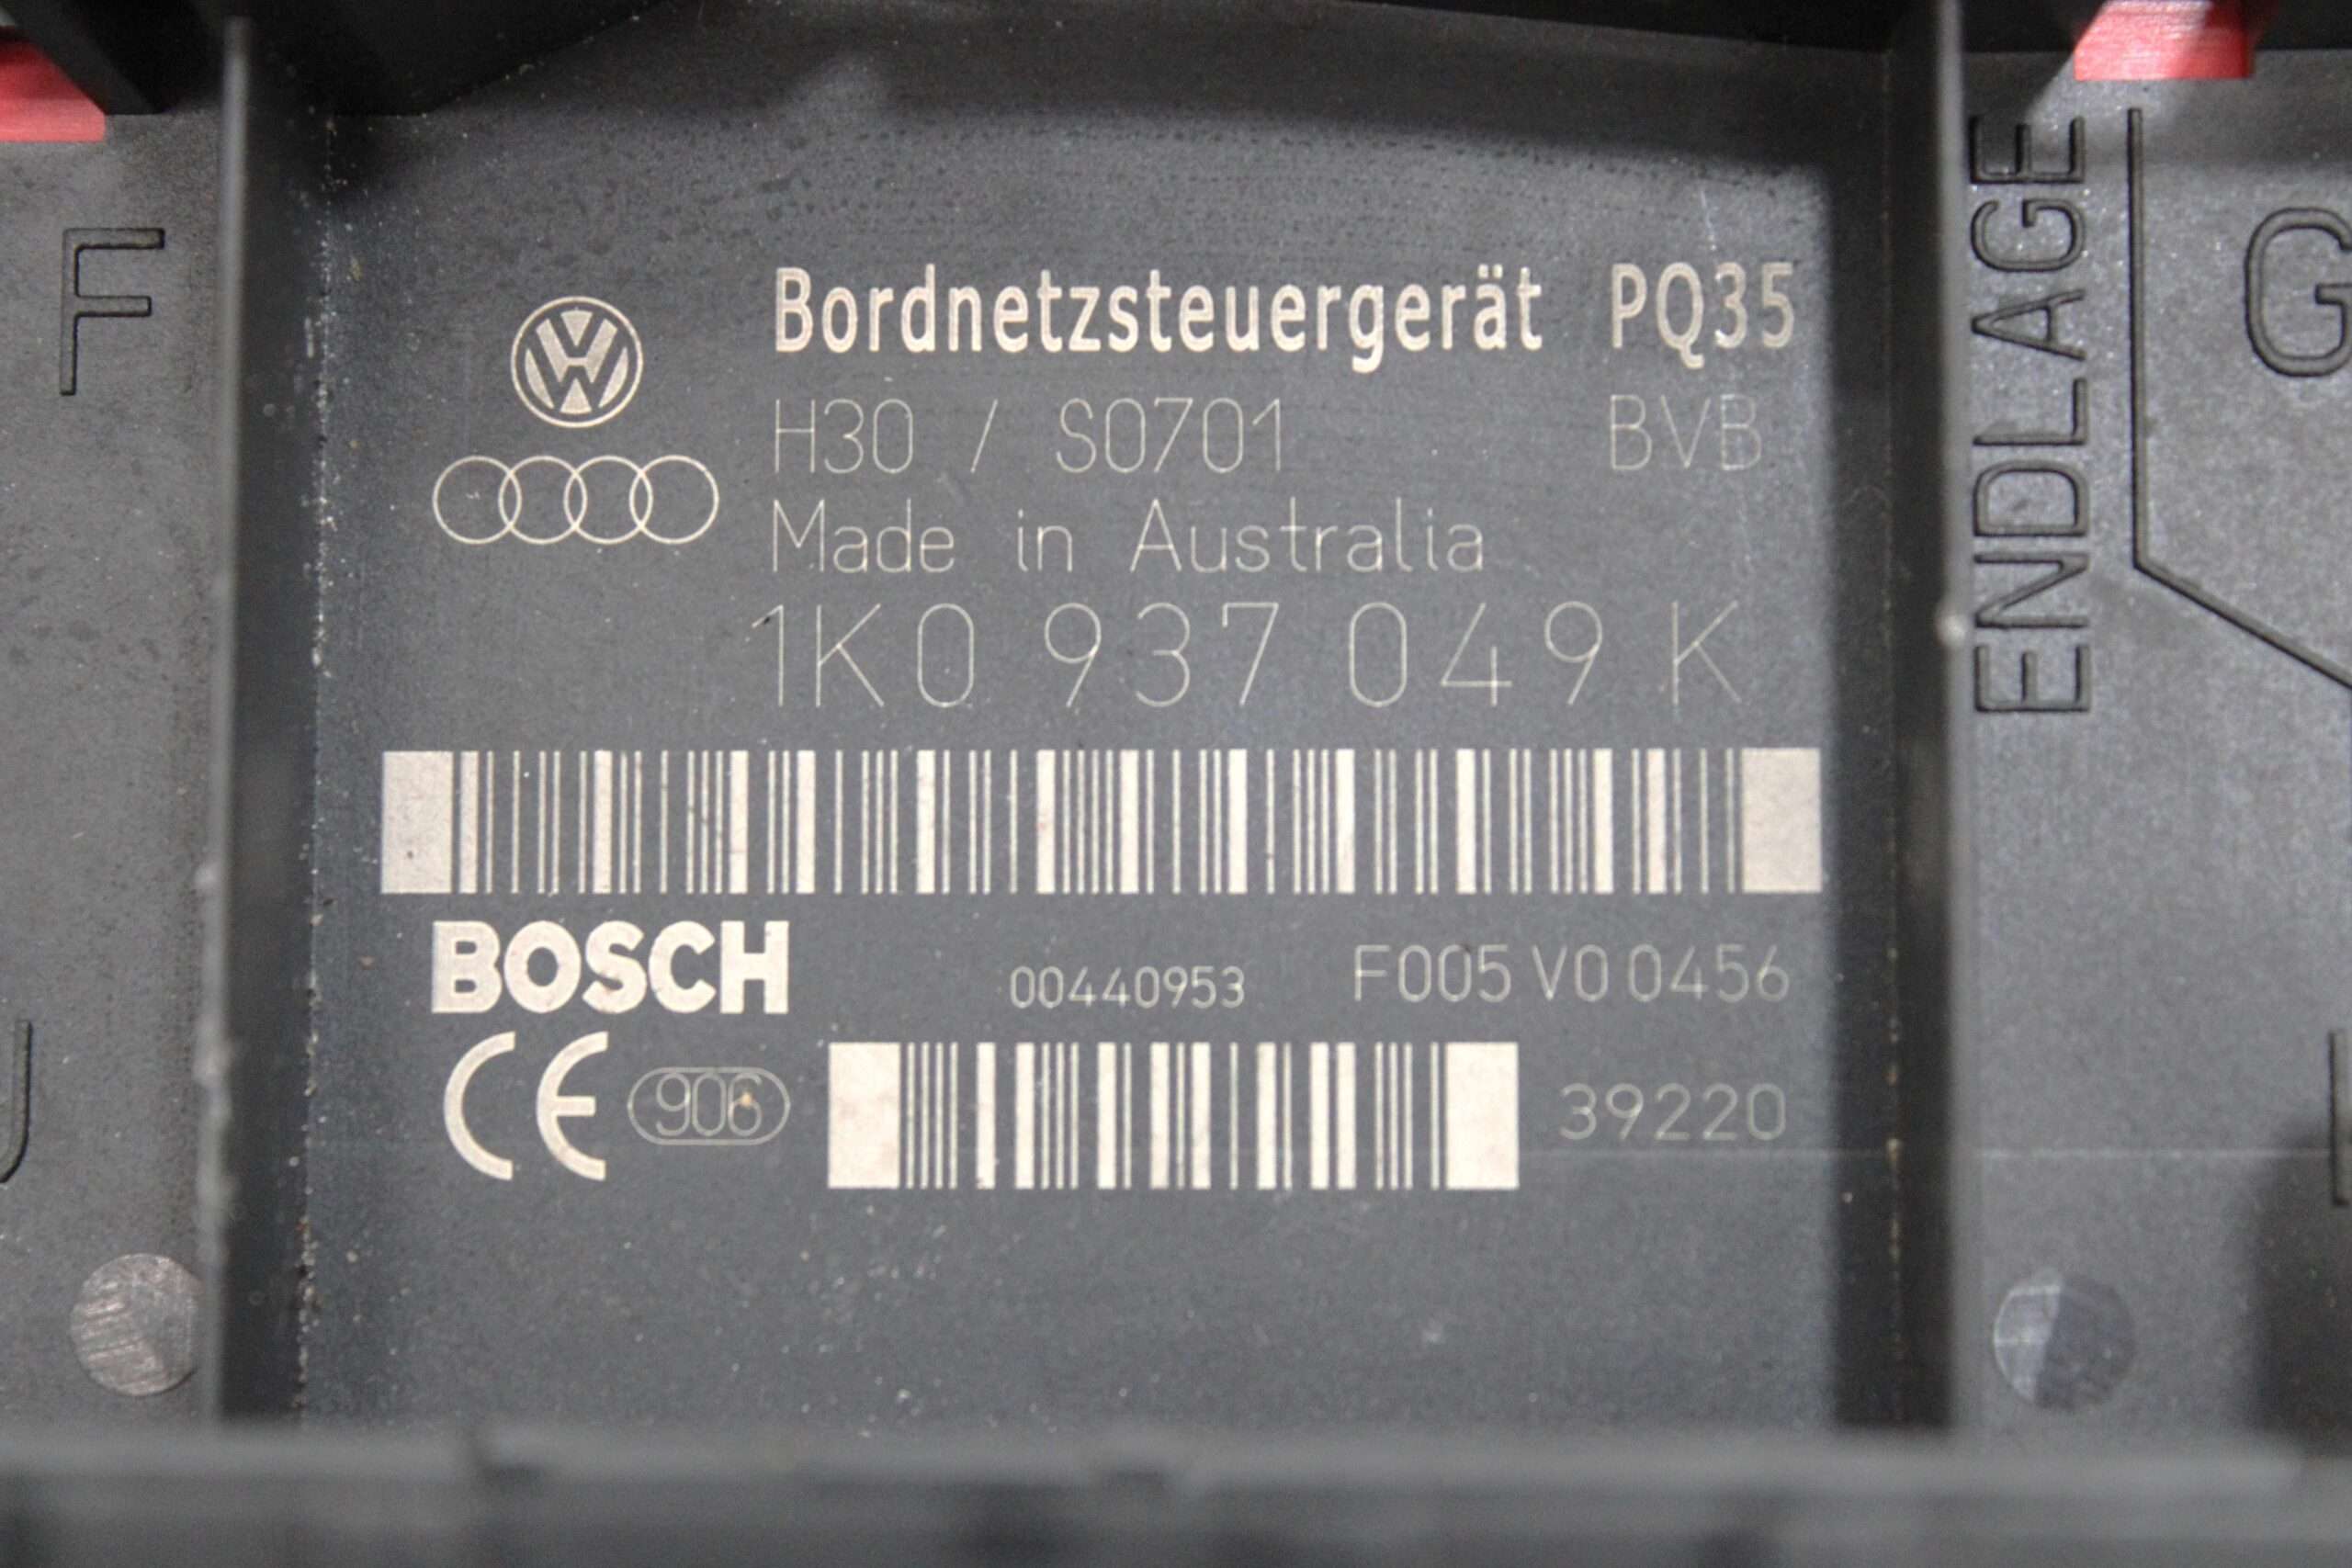 Bordnetzsteuergerät PQ35
H30 / S0701 BVB
Made in Australia
1K0 937 049 K
BOSCH 00440953 F005 V0 0456
CE 906 39220
ENDLAGE
F
G